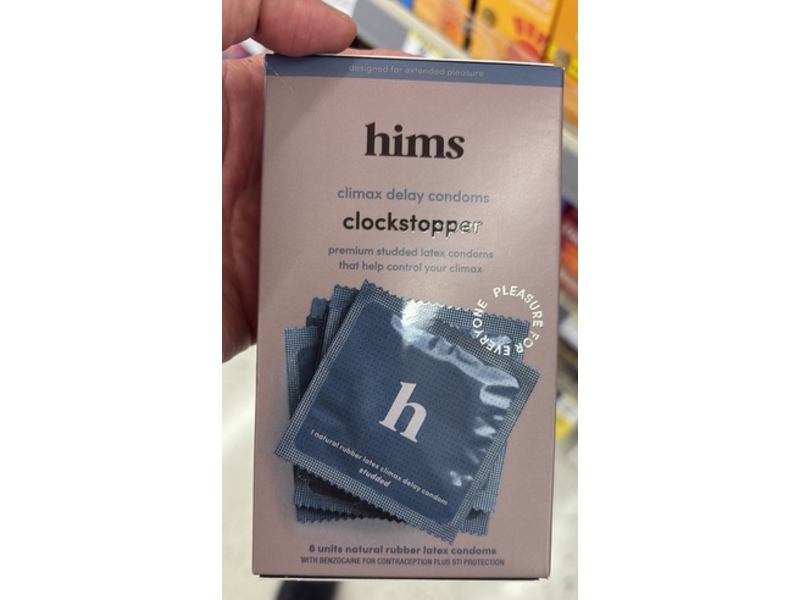 designed for extended pleasure
hims
climax delay condoms
clockstopper
premium studded latex condoms
that help control your climax
PLEASURE FOR EVERYONE
h
1 natural rubber latex climax delay condom
studded
8 units natural rubber latex condoms
WITH BENZOCAINE FOR CONTRACEPTION PLUS STI PROTECTION